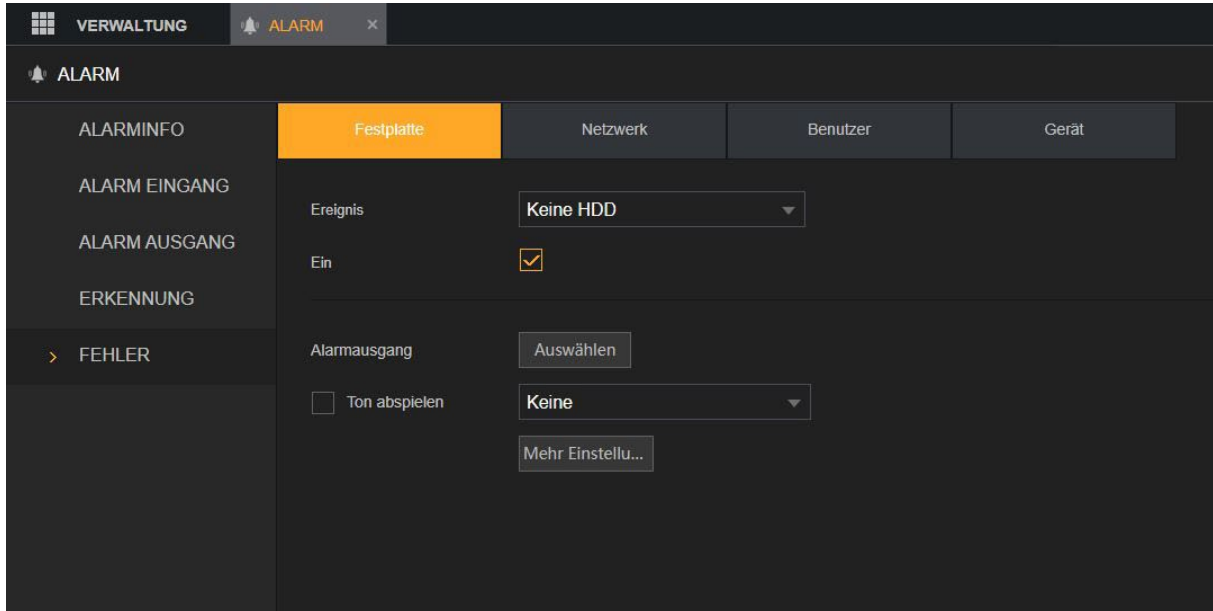 VERWALTUNG
ALARM ×
ALARM
ALARMINFO
ALARM EINGANG
ALARM AUSGANG
ERKENNUNG
> FEHLER
Festplatte Netzwerk Benutzer Gerät
Ereignis Keine HDD
Ein
Alarmausgang Auswählen
Ton abspielen Keine
Mehr Einstellu...